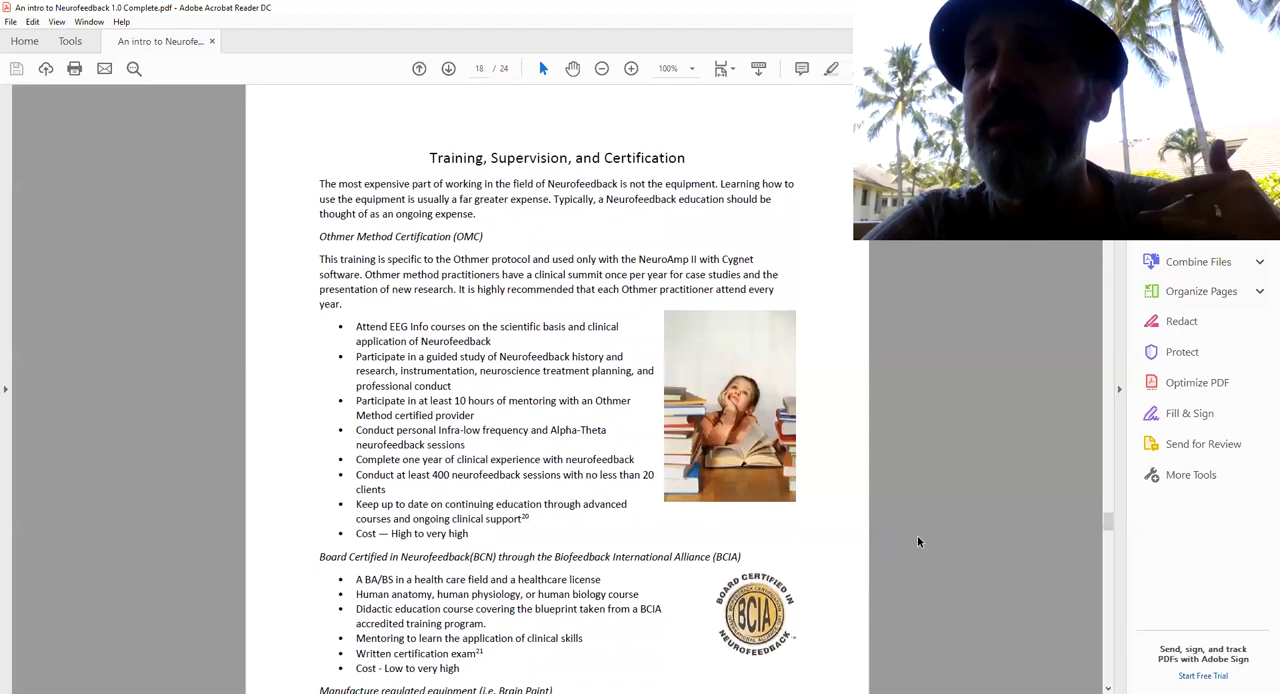 An intro to Neurofeedback 1.0 Complete.pdf - Adobe Acrobat Reader DC
File Edit View Window Help
Home Tools An intro to Neurofe... ×
18 / 24 100%
Training, Supervision, and Certification
The most expensive part of working in the field of Neurofeedback is not the equipment. Learning how to
use the equipment is usually a far greater expense. Typically, a Neurofeedback education should be
thought of as an ongoing expense.
Othmer Method Certification (OMC)
This training is specific to the Othmer protocol and used only with the NeuroAmp II with Cygnet
software. Othmer method practitioners have a clinical summit once per year for case studies and the
presentation of new research. It is highly recommended that each Othmer practitioner attend every
year.
• Attend EEG Info courses on the scientific basis and clinical
application of Neurofeedback
• Participate in a guided study of Neurofeedback history and
research, instrumentation, neuroscience treatment planning, and
professional conduct
• Participate in at least 10 hours of mentoring with an Othmer
Method certified provider
• Conduct personal Infra-low frequency and Alpha-Theta
neurofeedback sessions
• Complete one year of clinical experience with neurofeedback
• Conduct at least 400 neurofeedback sessions with no less than 20
clients
• Keep up to date on continuing education through advanced
courses and ongoing clinical support20
• Cost — High to very high
Board Certified in Neurofeedback(BCN) through the Biofeedback International Alliance (BCIA)
• A BA/BS in a health care field and a healthcare license
• Human anatomy, human physiology, or human biology course
• Didactic education course covering the blueprint taken from a BCIA
accredited training program.
• Mentoring to learn the application of clinical skills
• Written certification exam21
• Cost - Low to very high
BOARD CERTIFIED IN
BCIA
NEUROFEEDBACK
Manufacture regulated equipment (i.e. Brain Paint)
Combine Files
Organize Pages
Redact
Protect
Optimize PDF
Fill & Sign
Send for Review
More Tools
Send, sign, and track
PDFs with Adobe Sign
Start Free Trial